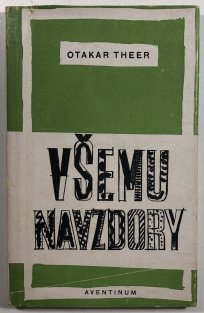 OTAKAR THEER
VŠEMU
NAVZDORY
AVENTINUM